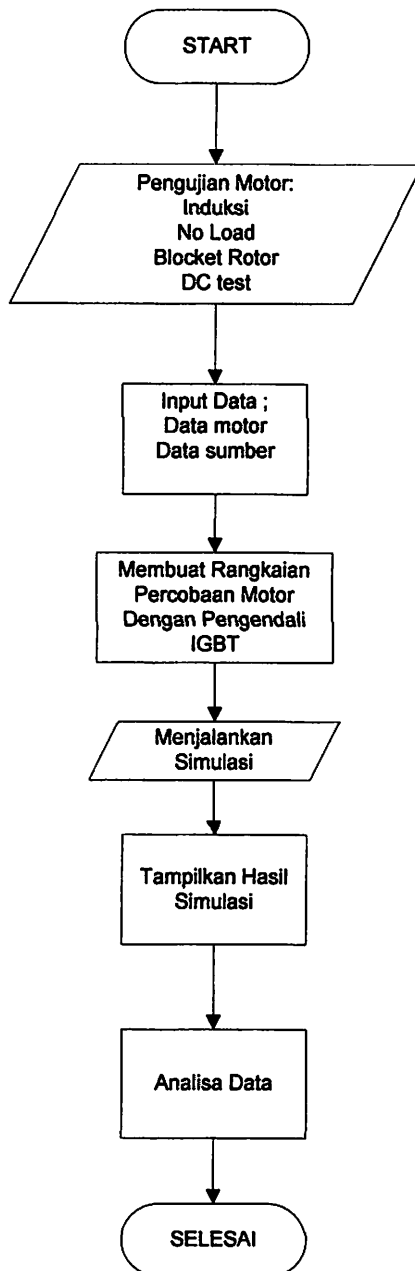 START
Pengujian Motor:
Induksi
No Load
Blocket Rotor
DC test
Input Data ;
Data motor
Data sumber
Membuat Rangkaian
Percobaan Motor
Dengan Pengendali
IGBT
Menjalankan
Simulasi
Tampilkan Hasil
Simulasi
Analisa Data
SELESAI